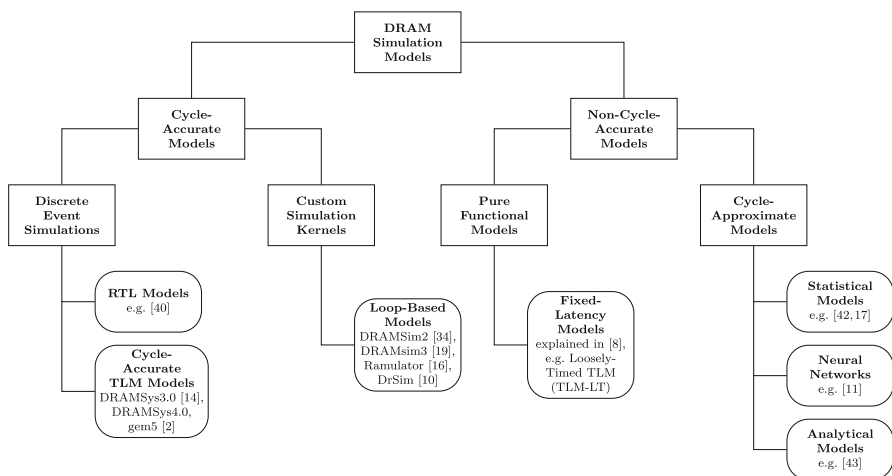 DRAM
Simulation
Models
Cycle-
Accurate
Models
Non-Cycle-
Accurate
Models
Discrete
Event
Simulations
Custom
Simulation
Kernels
Pure
Functional
Models
Cycle-
Approximate
Models
RTL Models
e.g. [40]
Cycle-
Accurate
TLM Models
DRAMSys3.0 [14],
DRAMSys4.0,
gem5 [2]
Loop-Based
Models
DRAMSim2 [34],
DRAMsim3 [19],
Ramulator [16],
DrSim [10]
Fixed-
Latency
Models
explained in [8],
e.g. Loosely-
Timed TLM
(TLM-LT)
Statistical
Models
e.g. [42,17]
Neural
Networks
e.g. [11]
Analytical
Models
e.g. [43]